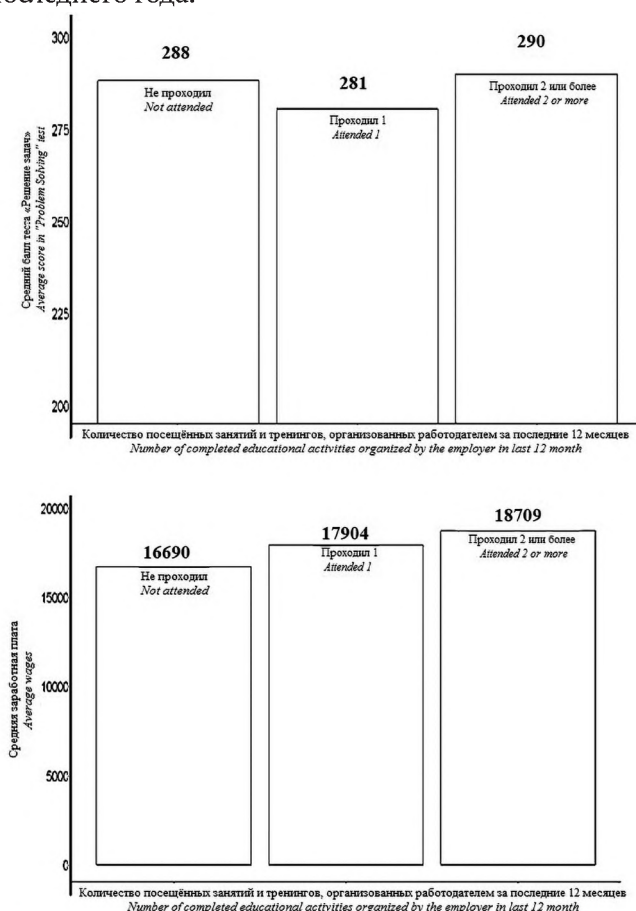 последнего года.
300
288
290
Не проходил
Not attended
281
Проходил 1
Attended 1
Проходил 2 или более
Attended 2 or more
275
250
225
200
Средний балл теста «Решение задач»
Average score in "Problem Solving" test
Количество посещённых занятий и тренингов, организованных работодателем за последние 12 месяцев
Number of completed educational activities organized by the employer in last 12 month
20000
16690
17904
18709
Не проходил
Not attended
Проходил 1
Attended 1
Проходил 2 или более
Attended 2 or more
15000
10000
5000
0
Средняя заработная плата
Average wages
Количество посещённых занятий и тренингов, организованных работодателем за последние 12 месяцев
Number of completed educational activities organized by the employer in last 12 month